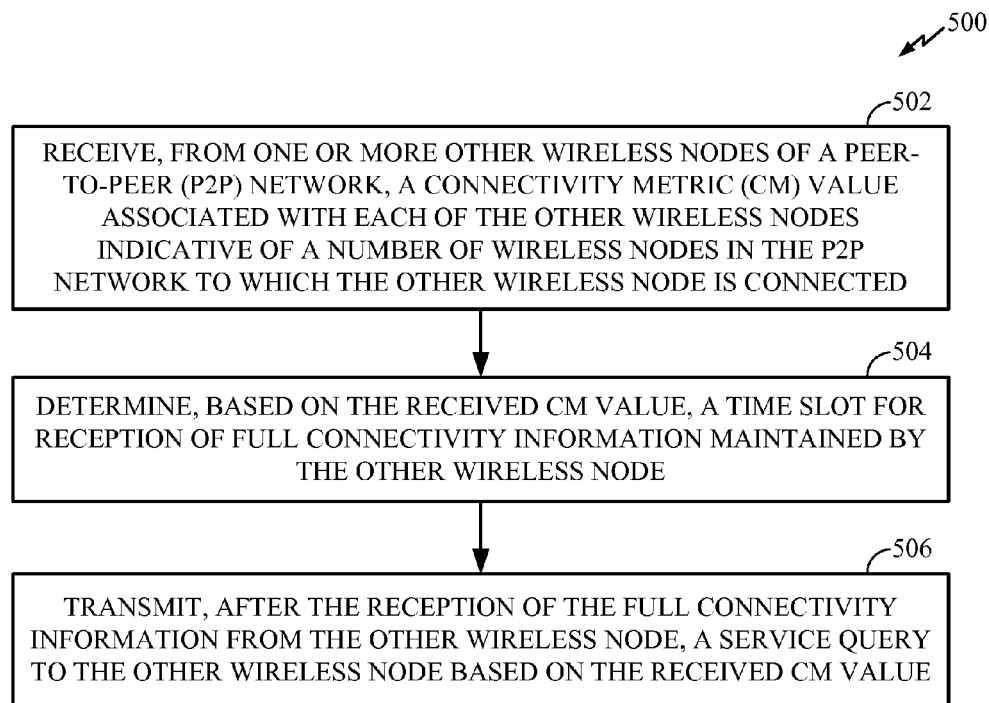 500
502
RECEIVE, FROM ONE OR MORE OTHER WIRELESS NODES OF A PEER-
TO-PEER (P2P) NETWORK, A CONNECTIVITY METRIC (CM) VALUE
ASSOCIATED WITH EACH OF THE OTHER WIRELESS NODES
INDICATIVE OF A NUMBER OF WIRELESS NODES IN THE P2P
NETWORK TO WHICH THE OTHER WIRELESS NODE IS CONNECTED
504
DETERMINE, BASED ON THE RECEIVED CM VALUE, A TIME SLOT FOR
RECEPTION OF FULL CONNECTIVITY INFORMATION MAINTAINED BY
THE OTHER WIRELESS NODE
506
TRANSMIT, AFTER THE RECEPTION OF THE FULL CONNECTIVITY
INFORMATION FROM THE OTHER WIRELESS NODE, A SERVICE QUERY
TO THE OTHER WIRELESS NODE BASED ON THE RECEIVED CM VALUE